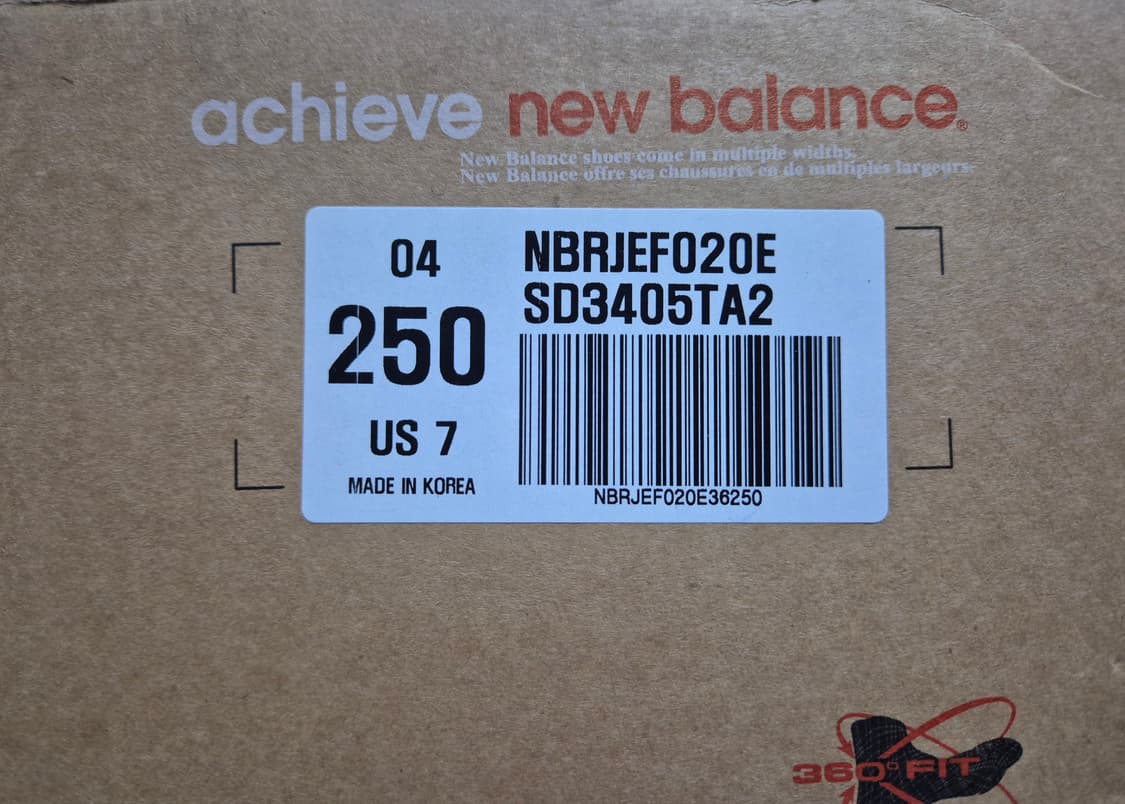 achieve new balance®
New Balance shoes come in multiple widths.
New Balance offre ses chaussures en de multiples largeurs.
04
250
US 7
MADE IN KOREA
NBRJEF020E
SD3405TA2
NBRJEF020E36250
360° FIT